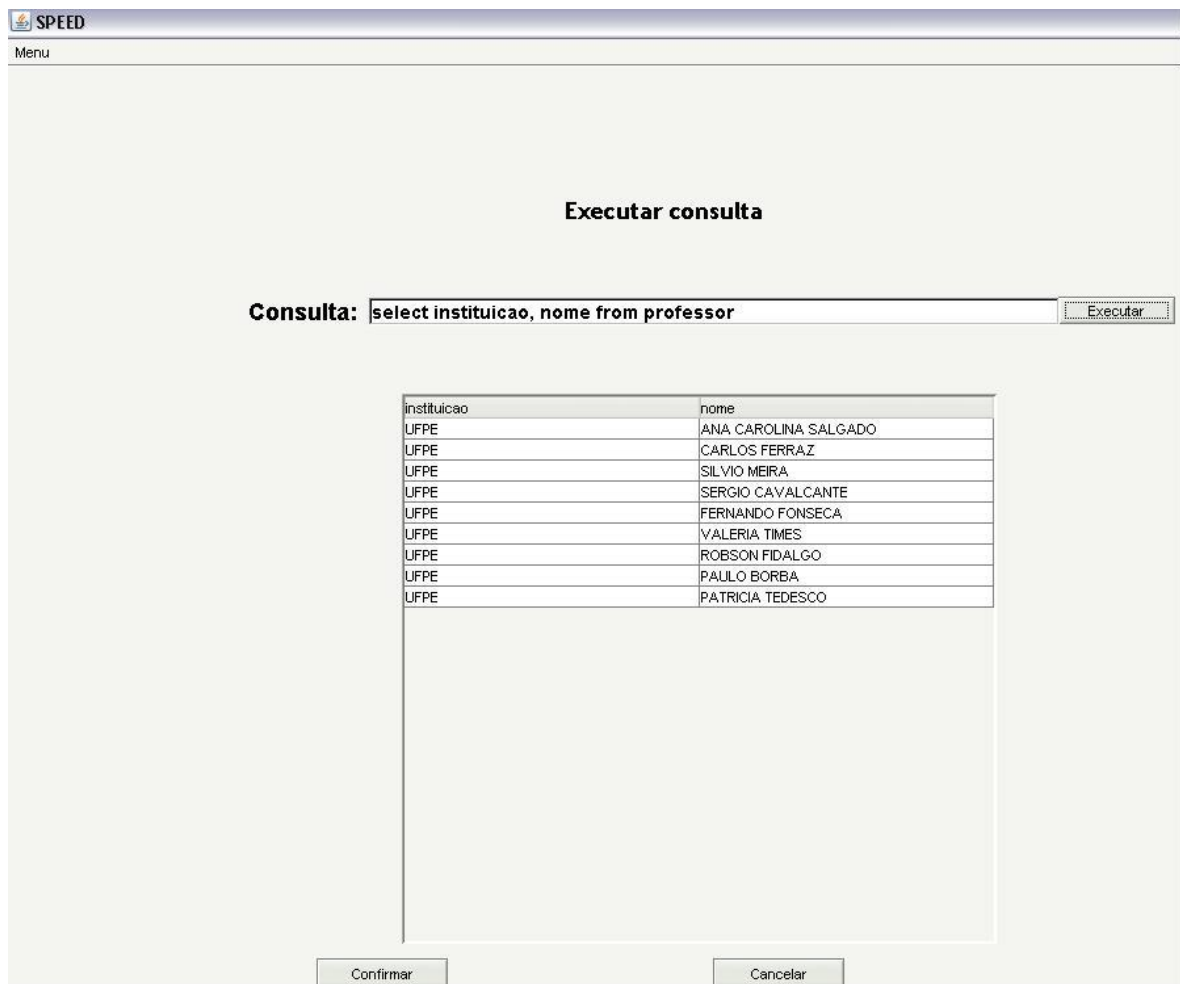 SPEED
Menu
Executar consulta
Consulta: select instituicao, nome from professor Executar
instituicao nome
UFPE ANA CAROLINA SALGADO
UFPE CARLOS FERRAZ
UFPE SILVIO MEIRA
UFPE SERGIO CAVALCANTE
UFPE FERNANDO FONSECA
UFPE VALERIA TIMES
UFPE ROBSON FIDALGO
UFPE PAULO BORBA
UFPE PATRICIA TEDESCO
Confirmar Cancelar